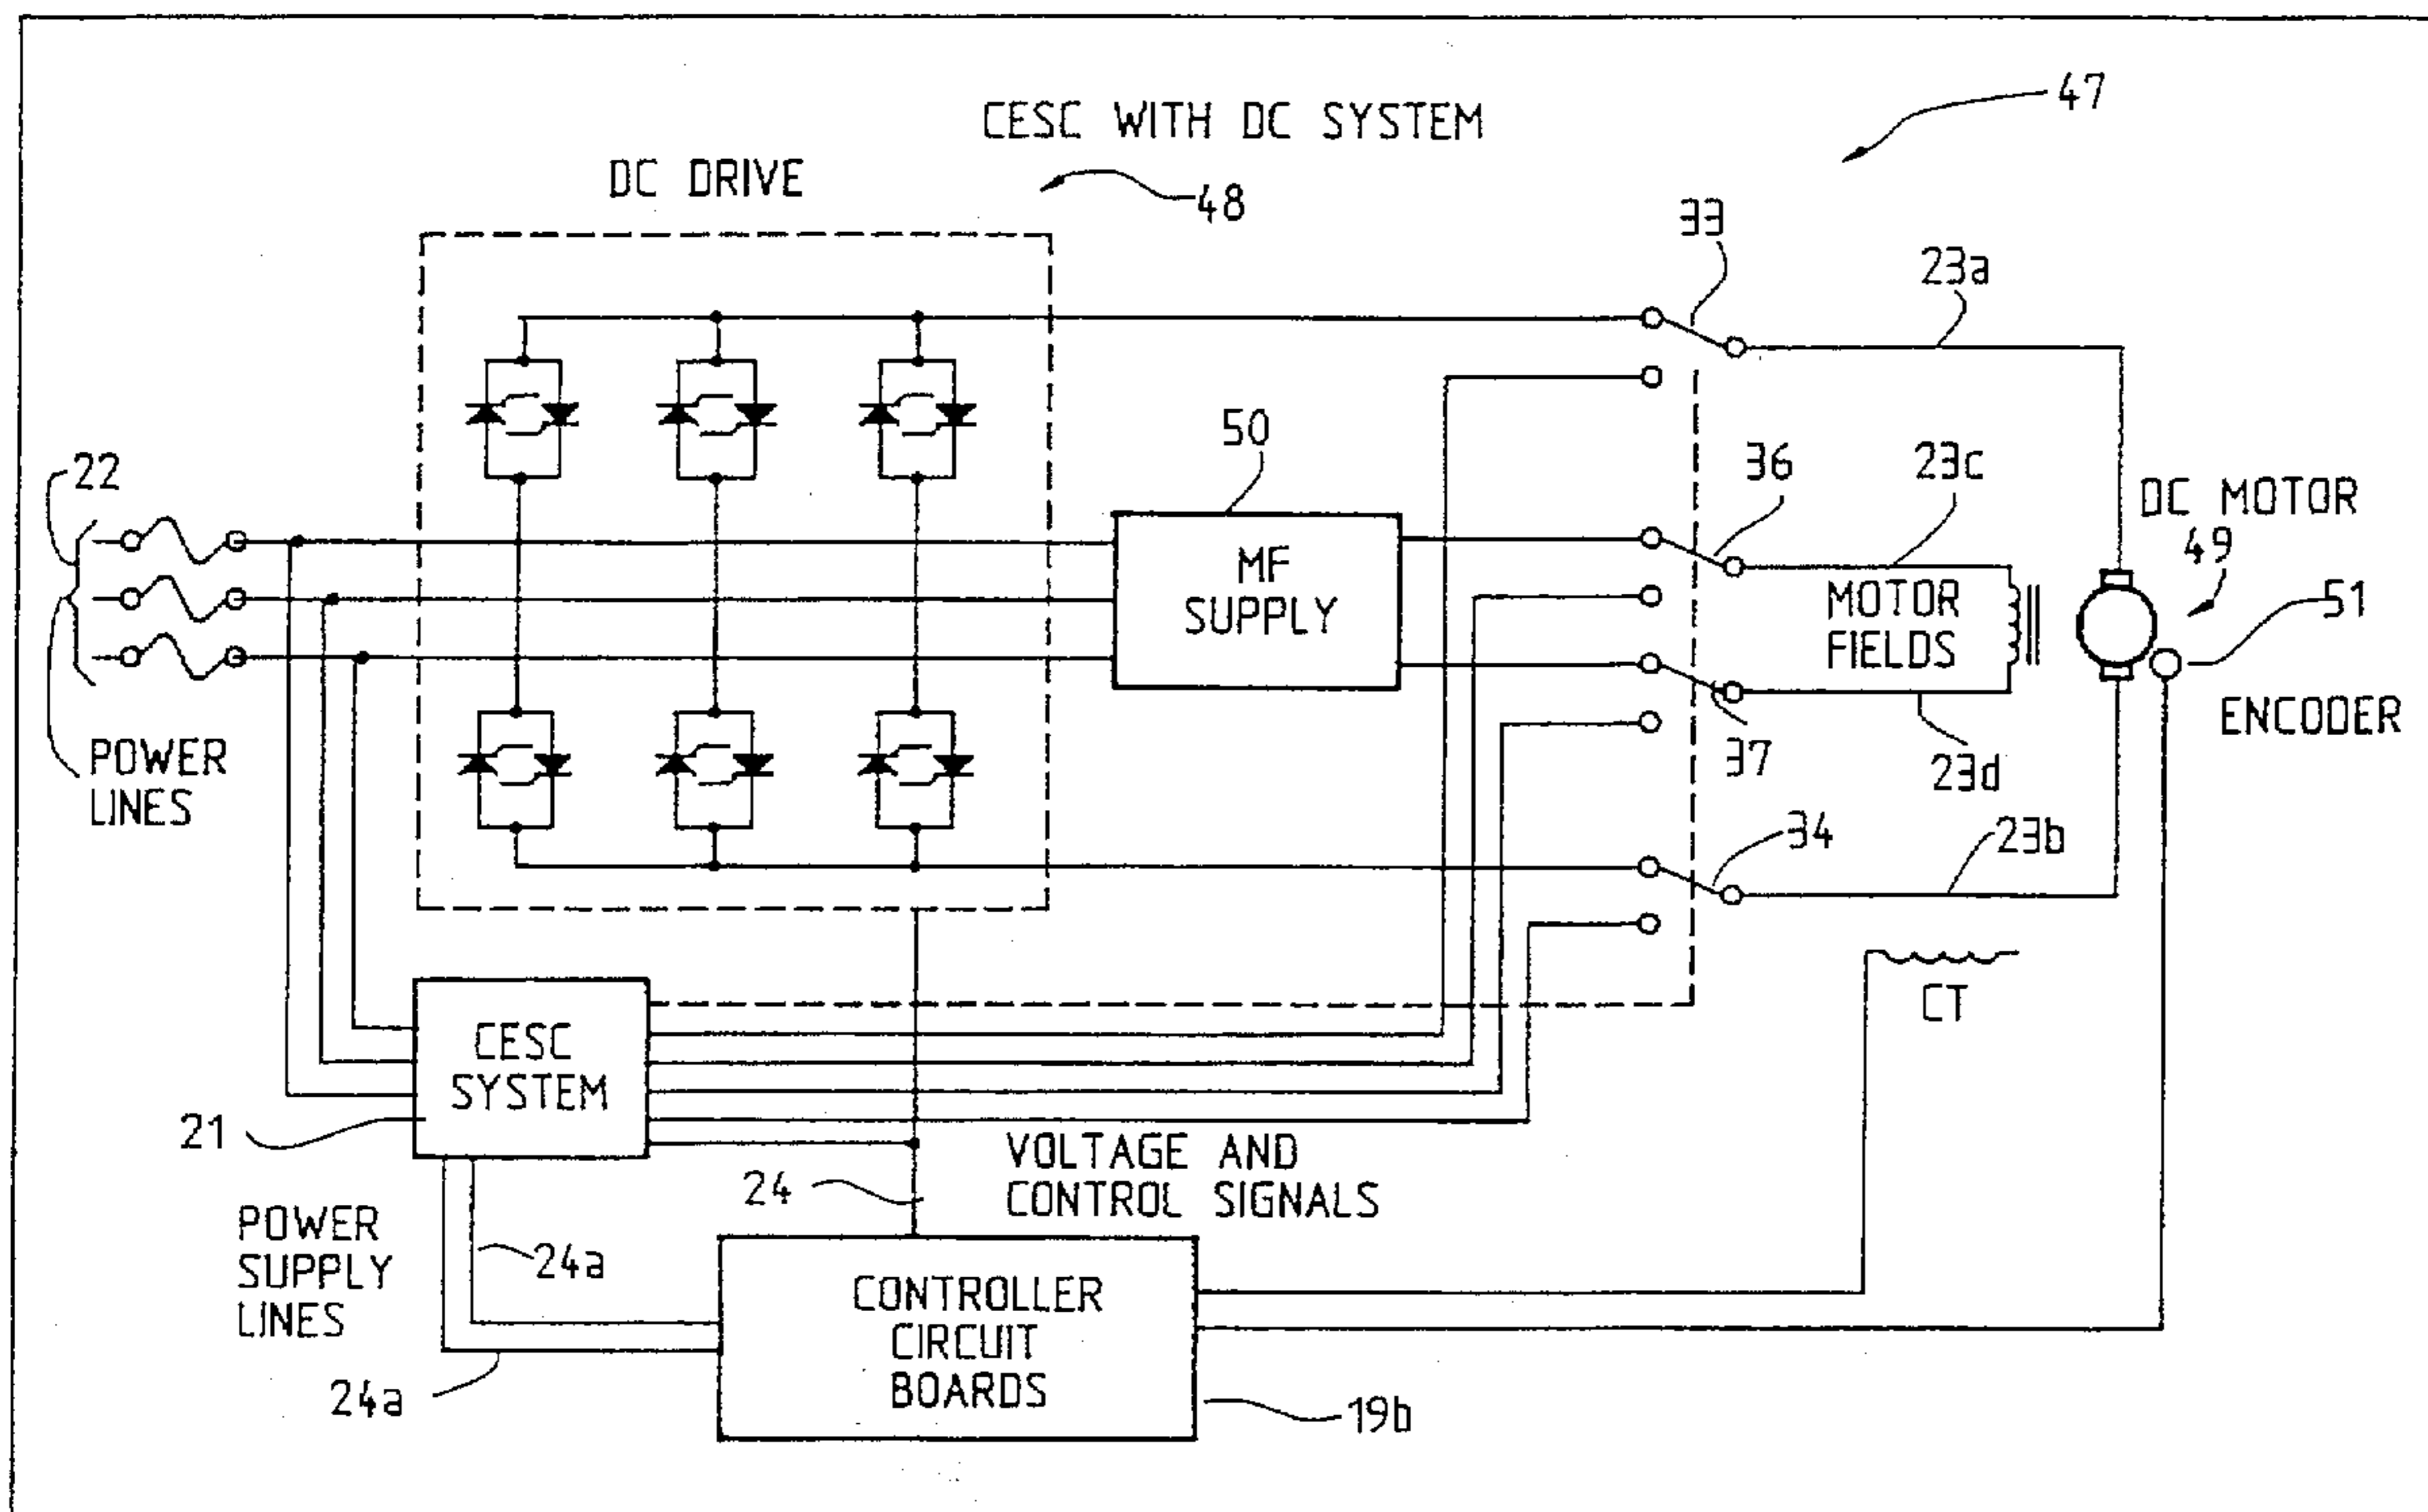 CESC WITH DC SYSTEM
47
DC DRIVE
48
33
23a
22
50
36
23c
DC MOTOR
49
MF
SUPPLY
MOTOR
FIELDS
51
ENCODER
POWER
LINES
37
23d
34
23b
CT
CESC
SYSTEM
21
24
VOLTAGE AND
CONTROL SIGNALS
POWER
SUPPLY
LINES
24a
24a
CONTROLLER
CIRCUIT
BOARDS
19b